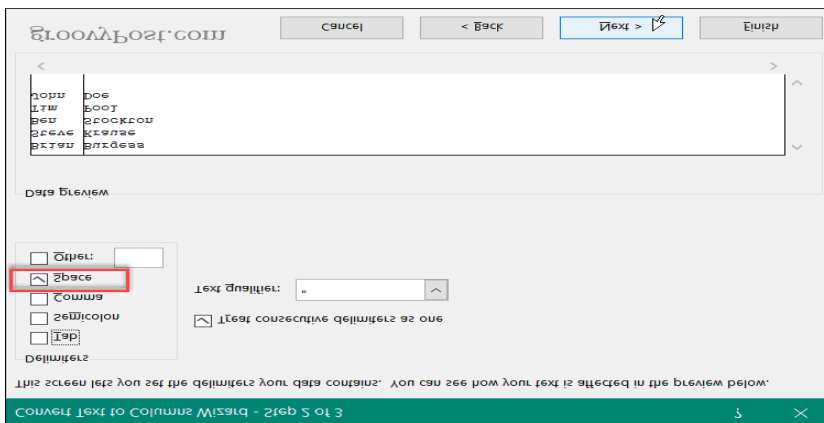 Convert Text to Columns Wizard - Step 2 of 3 ?
This screen lets you set the delimiters your data contains. You can see how your text is affected in the preview below.
Delimiters
Tab
Semicolon
Comma
Space
Other:
Treat consecutive delimiters as one
Text qualifier: "
Data preview
Brian Burgess
Steve Krause
Ben Stockton
Tim Pool
John Doe
groovyPost.com
Cancel
< Back
Next >
Finish